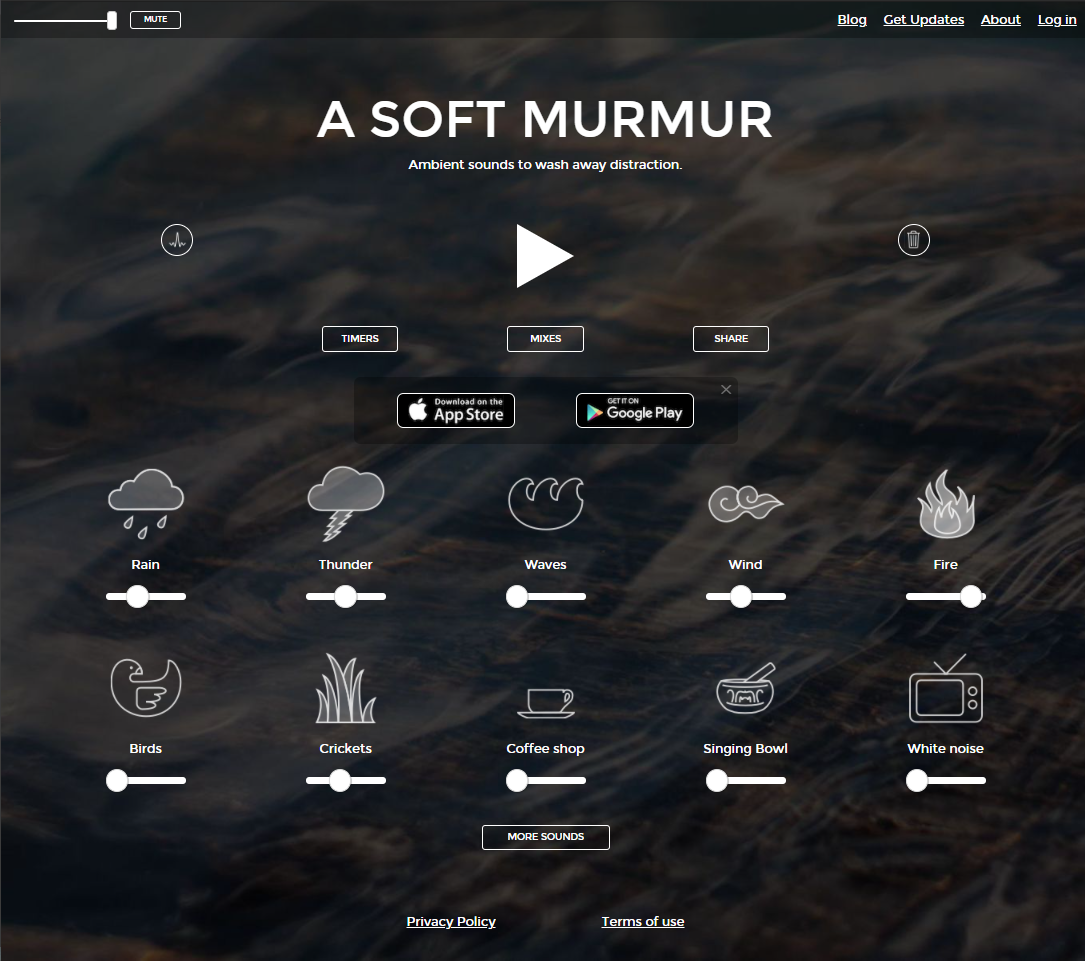 MUTE
Blog Get Updates About Log in
A SOFT MURMUR
Ambient sounds to wash away distraction.
TIMERS MIXES SHARE
Download on the
App Store
GET IT ON
Google Play
Rain Thunder Waves Wind Fire
Birds Crickets Coffee shop Singing Bowl White noise
MORE SOUNDS
Privacy Policy Terms of use